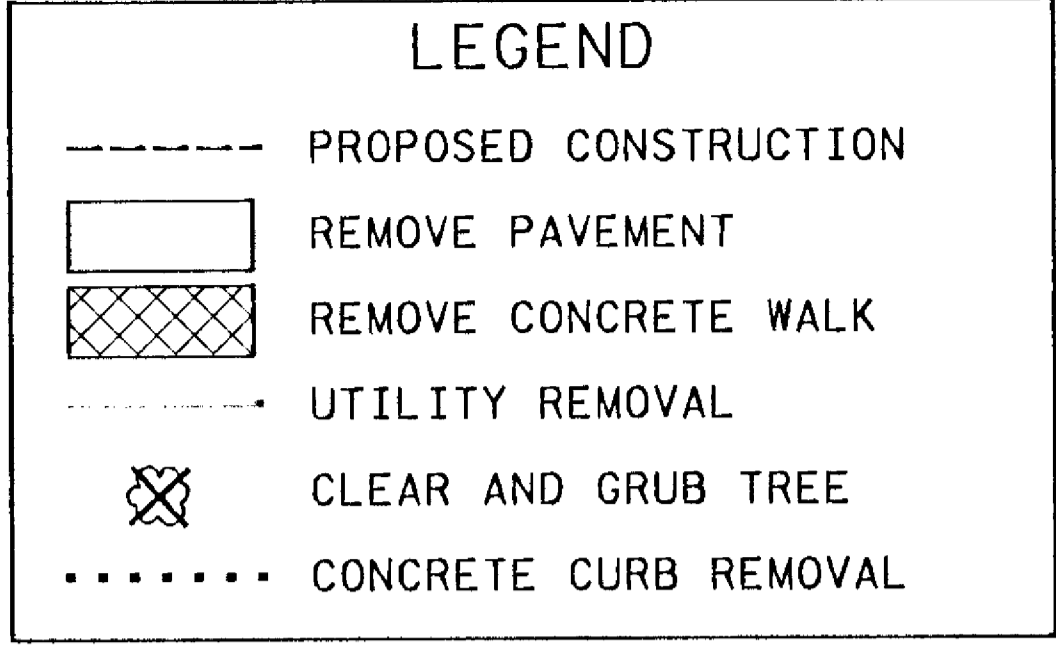 LEGEND
PROPOSED CONSTRUCTION
REMOVE PAVEMENT
REMOVE CONCRETE WALK
UTILITY REMOVAL
CLEAR AND GRUB TREE
CONCRETE CURB REMOVAL